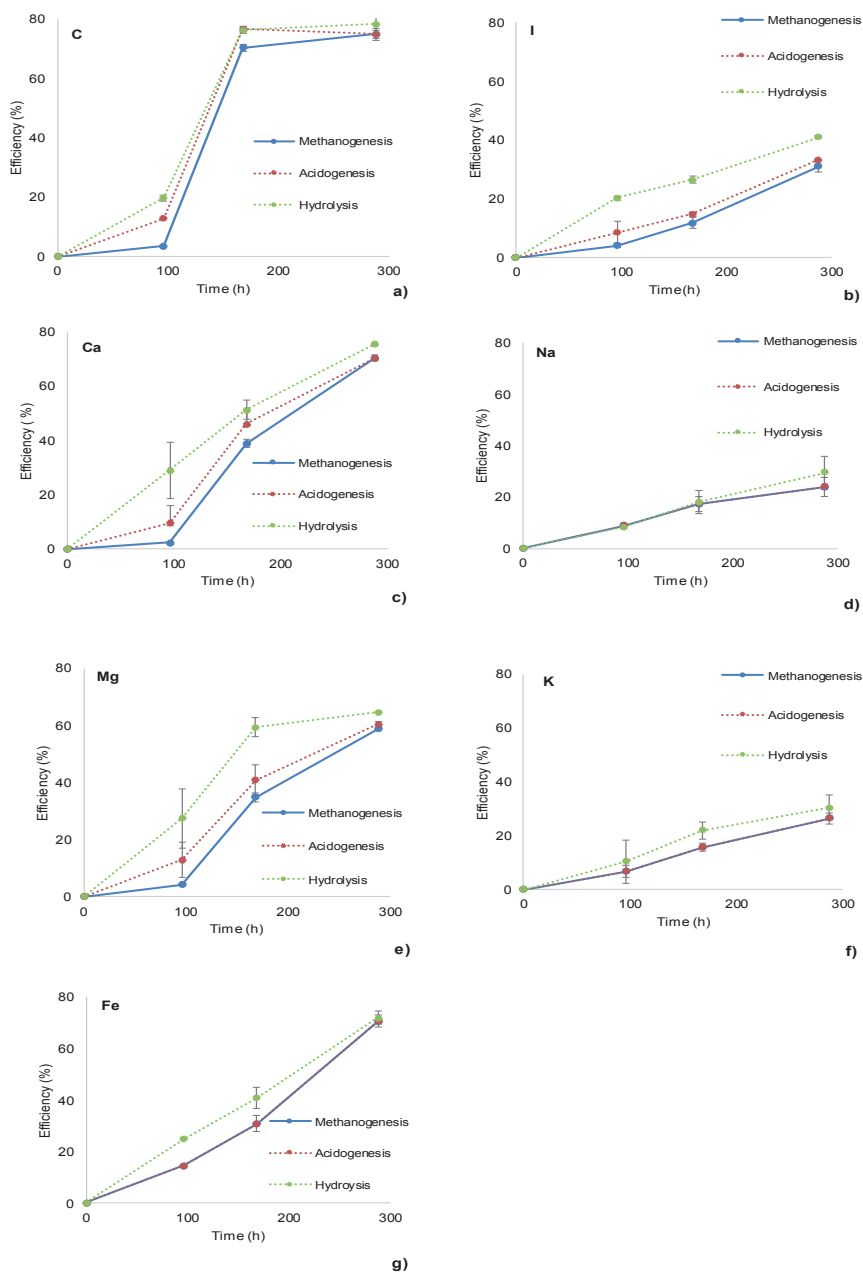 C
80
60
40
20
0
Efficiency (%)
Methanogenesis
Acidogenesis
Hydrolysis
0 100 200 300
Time (h)
a)
I
80
60
40
20
0
Efficiency (%)
Methanogenesis
Acidogenesis
Hydrolysis
0 100 200 300
Time(h)
b)
Ca
80
60
40
20
0
Efficiency ( %)
Methanogenesis
Acidogenesis
Hydrolysis
0 100 200 300
Time (h)
c)
Na
80
60
40
20
0
Efficiency (%)
Methanogenesis
Acidogenesis
Hydrolysis
0 100 200 300
Time (h)
d)
Mg
80
60
40
20
0
Efficiency (%)
Methanogenesis
Acidogenesis
Hydrolysis
0 100 200 300
Time (h)
e)
K
80
60
40
20
0
Efficiency (%)
Methanogenesis
Acidogenesis
Hydrolysis
0 100 200 300
Time (h)
f)
Fe
80
60
40
20
0
Efficiency (%)
Methanogenesis
Acidogenesis
Hydroysis
0 100 200 300
Time (h)
g)